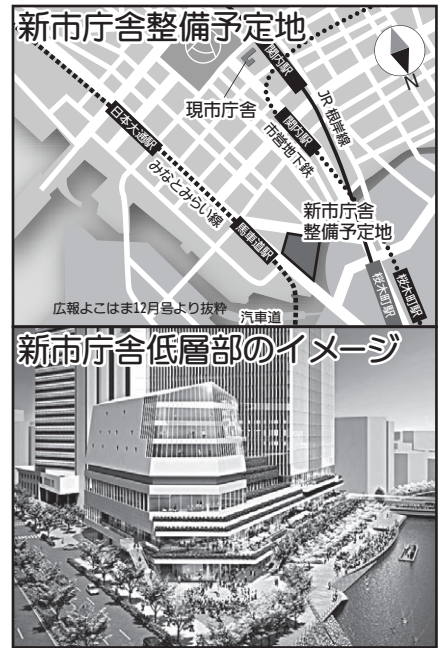 新市庁舎整備予定地
関内駅
N
現市庁舎
JR 根岸線
日本大通駅
関内駅
市営地下鉄
みなとみらい線
新市庁舎
整備予定地
馬車道駅
桜木町駅
桜木町駅
広報よこはま12月号より抜粋
汽車道
新市庁舎低層部のイメージ